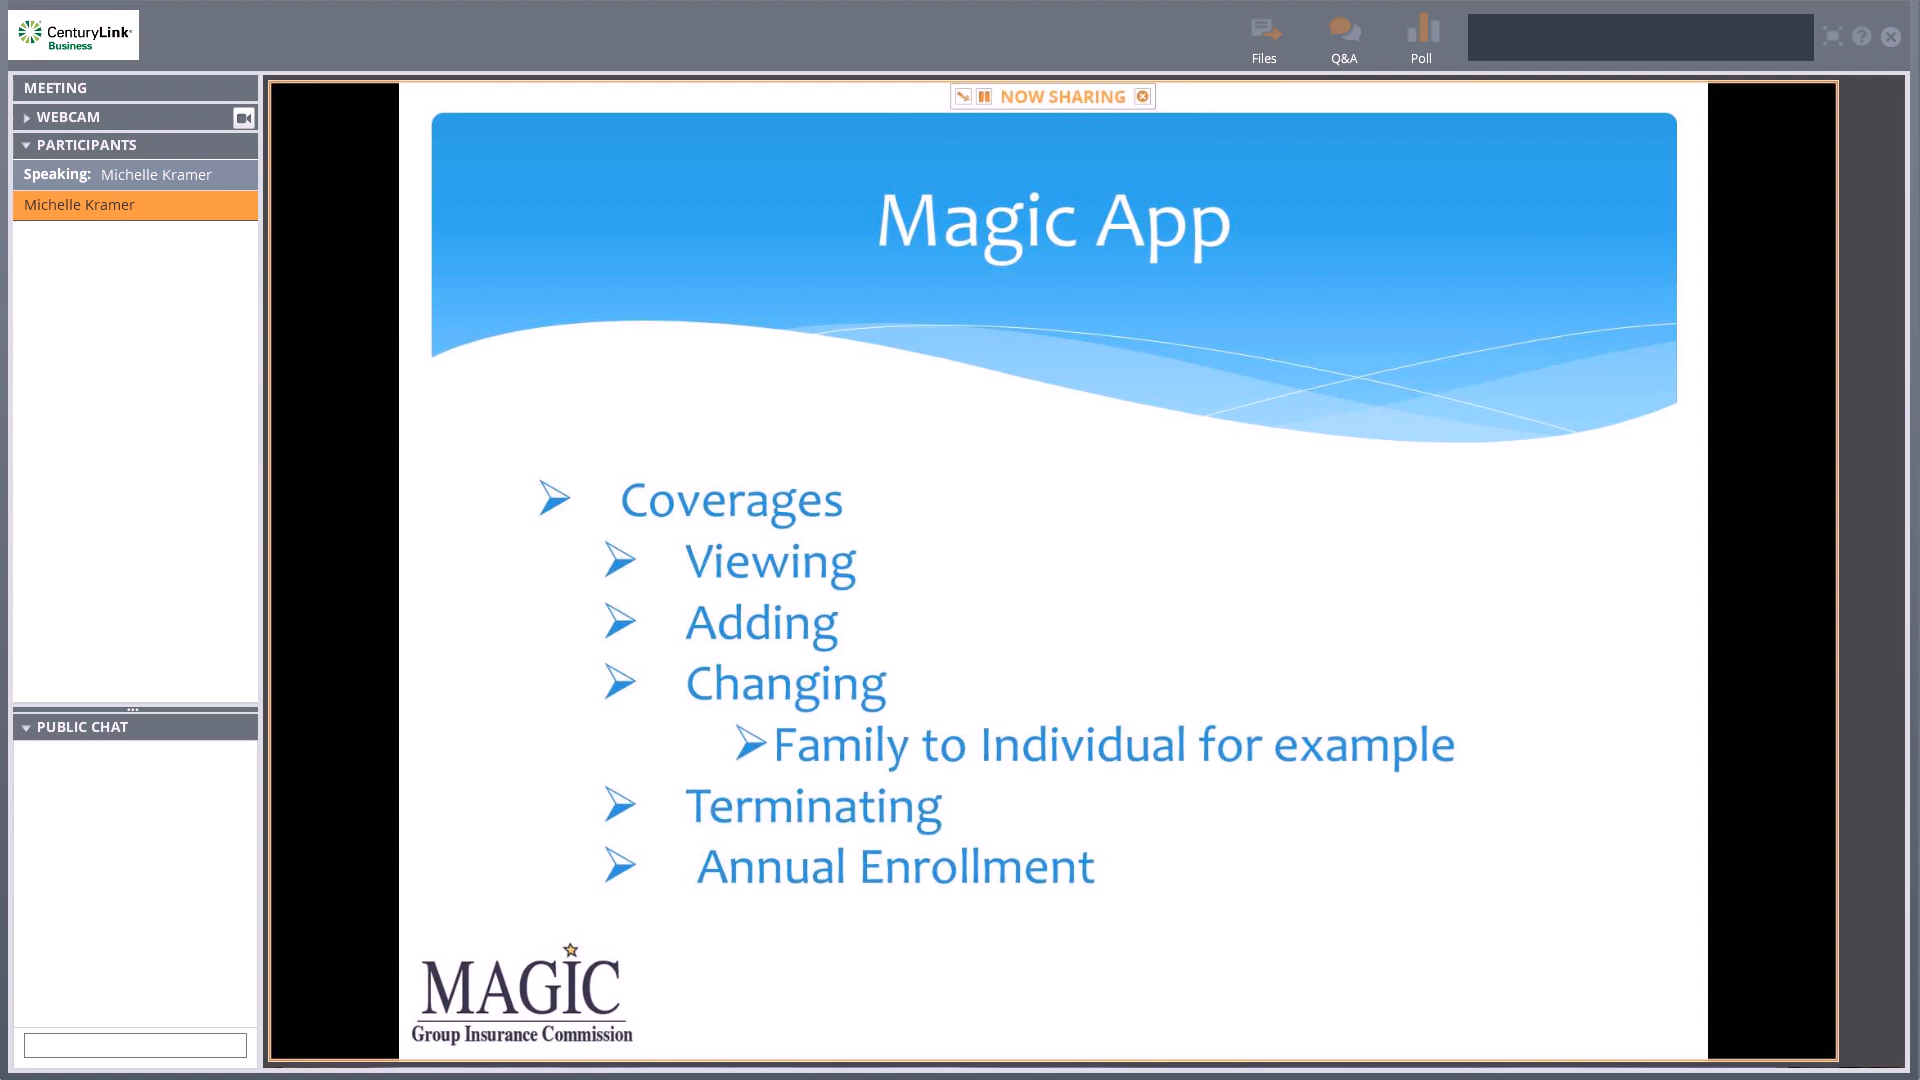 CenturyLink
Business
Files
Q&A
Poll
MEETING
WEBCAM
PARTICIPANTS
Speaking: Michelle Kramer
Michelle Kramer
PUBLIC CHAT
NOW SHARING
Magic App
Coverages
Viewing
Adding
Changing
Family to Individual for example
Terminating
Annual Enrollment
MAGIC
Group Insurance Commission